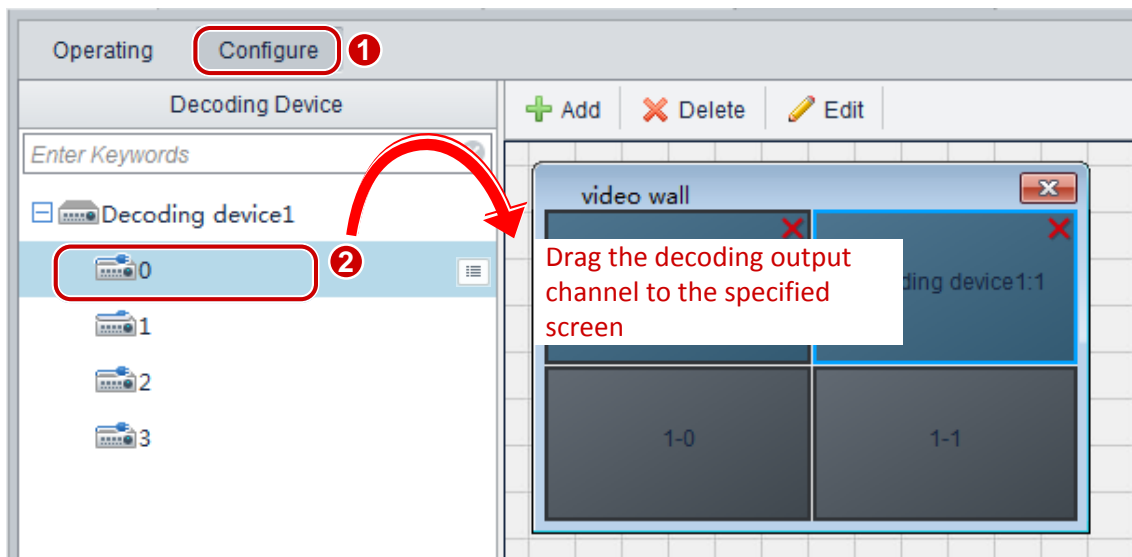 Operating
Configure
1
Decoding Device
Add
Delete
Edit
Enter Keywords
Decoding device1
0
2
1
2
3
video wall
Drag the decoding output
channel to the specified
screen
device1:1
1-0
1-1